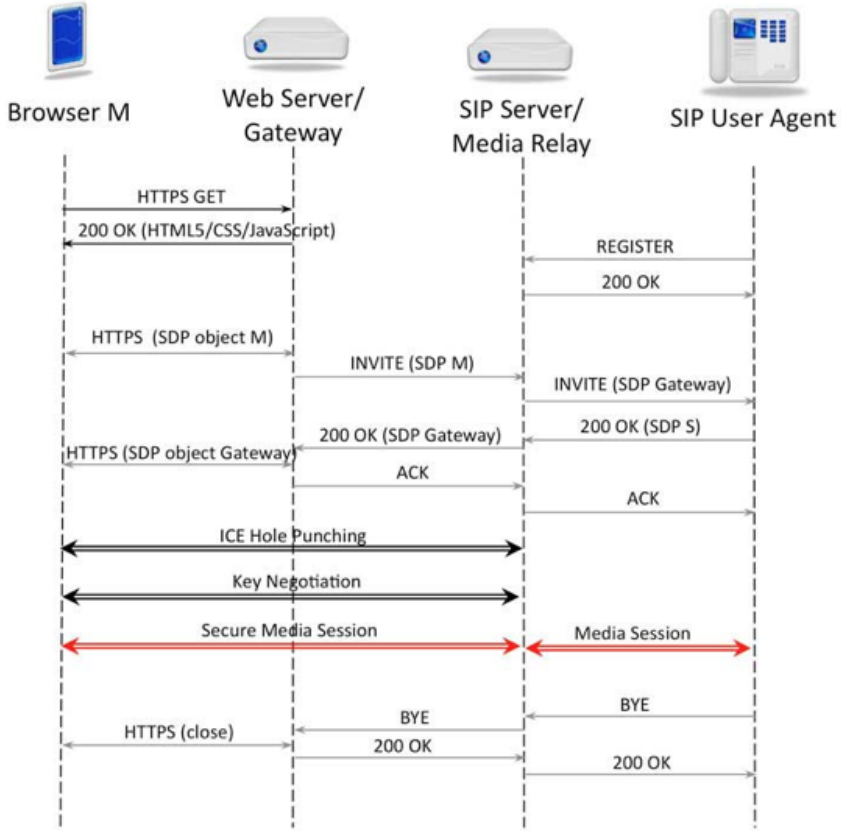 Browser M
Web Server/
Gateway
SIP Server/
Media Relay
SIP User Agent
HTTPS GET
200 OK (HTML5/CSS/JavaScript)
REGISTER
200 OK
HTTPS (SDP object M)
INVITE (SDP M)
INVITE (SDP Gateway)
200 OK (SDP S)
200 OK (SDP Gateway)
HTTPS (SDP object Gateway)
ACK
ACK
ICE Hole Punching
Key Negotiation
Secure Media Session
Media Session
BYE
BYE
HTTPS (close)
200 OK
200 OK